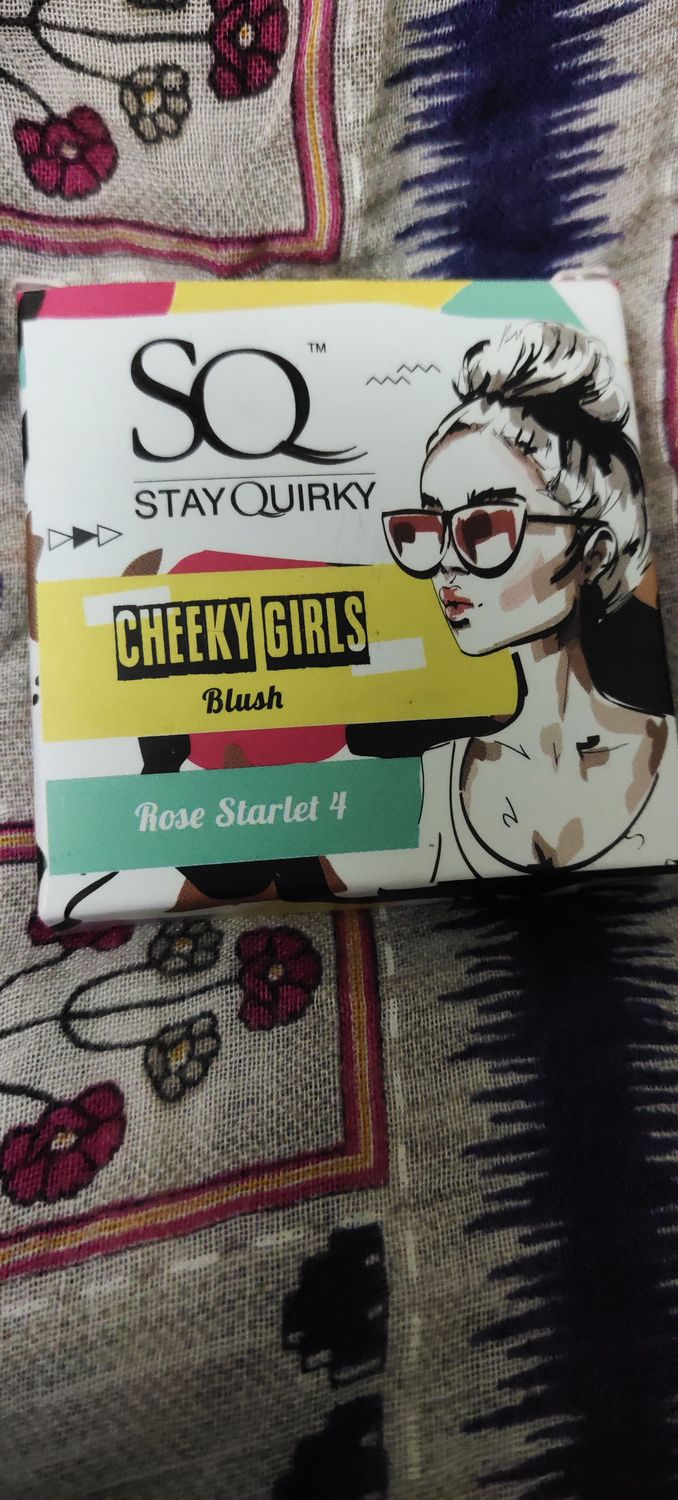 SQ™
STAY QUIRKY
CHEEKY GIRLS
Blush
Rose Starlet 4